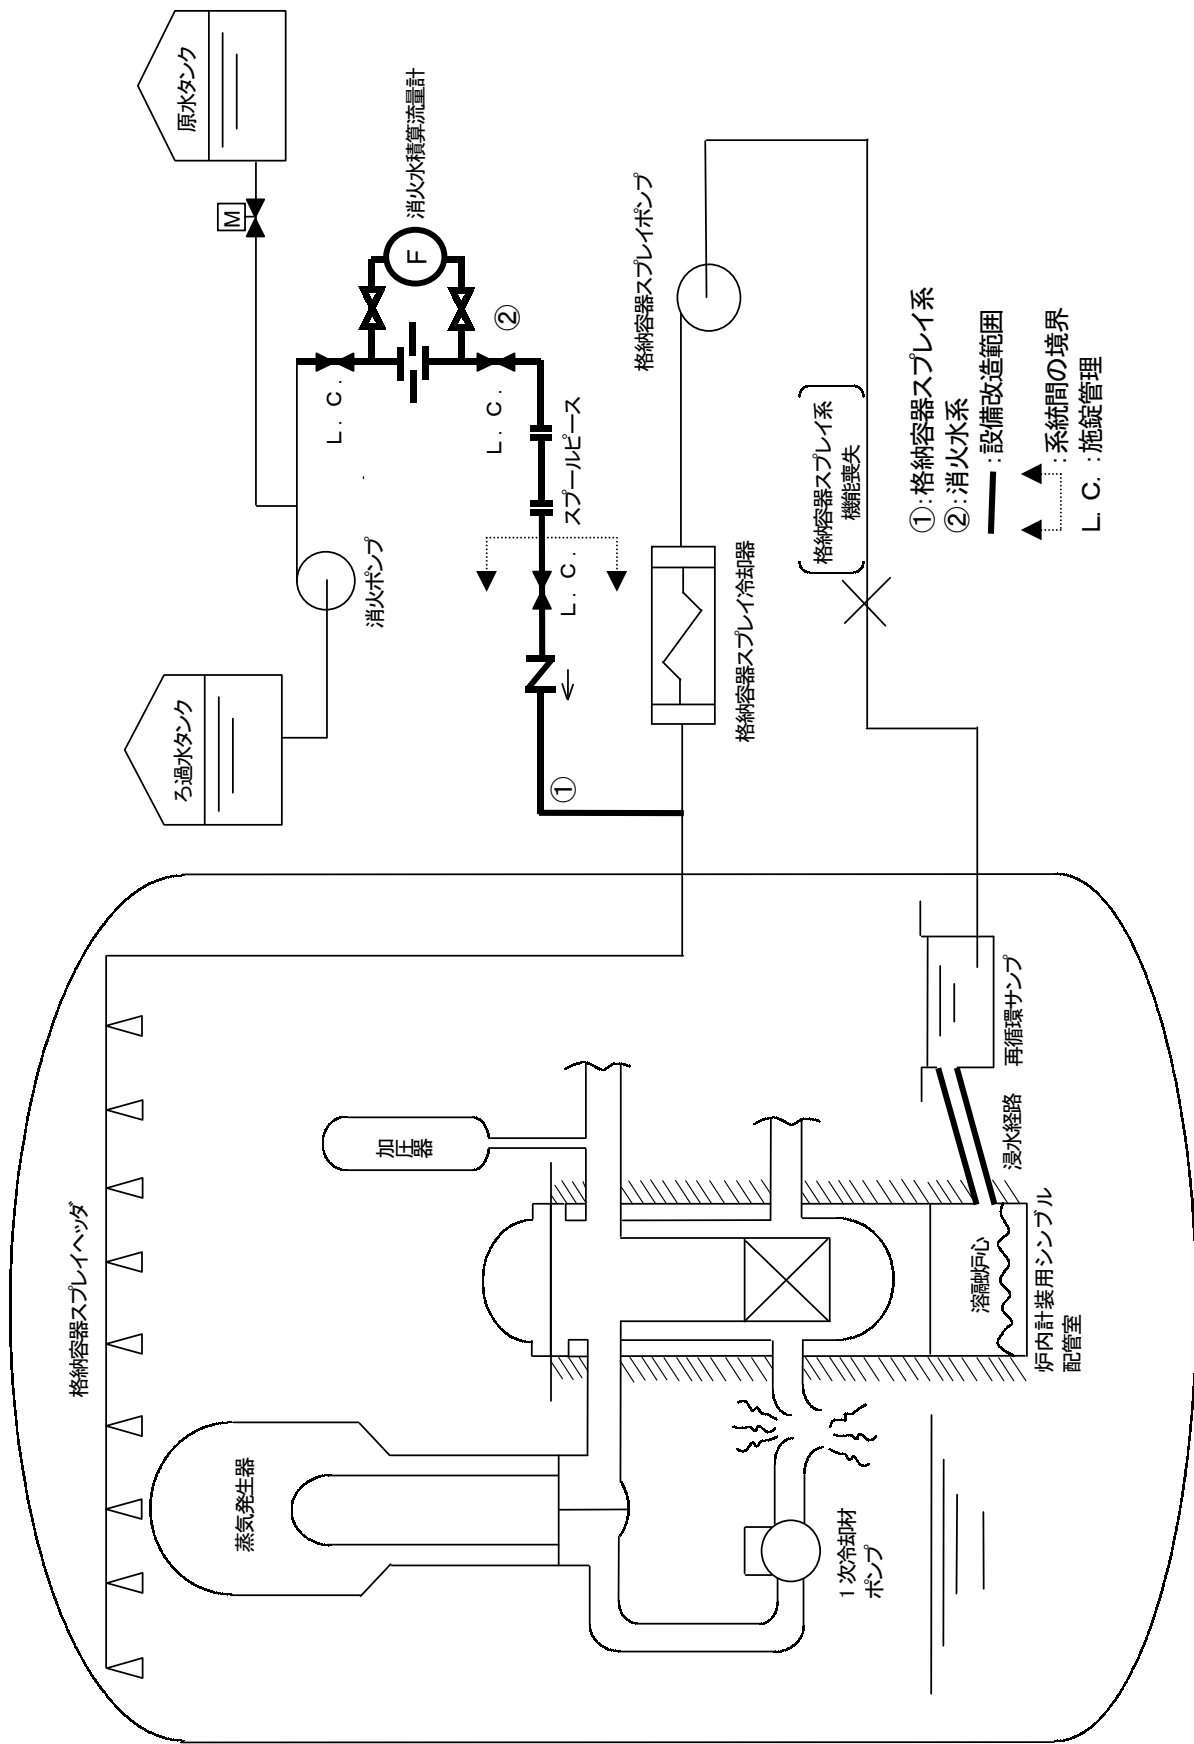 原水タンク
M
消火水積算流量計
F
L.C.
②
L.C.
スプールピース
L.C.
消火ポンプ
ろ過水タンク
①
格納容器スプレイポンプ
格納容器スプレイ冷却器
格納容器スプレイ系
機能喪失
①:格納容器スプレイ系
②:消火水系
:設備改造範囲
:系統間の境界
L.C.:施錠管理
格納容器スプレイヘッダ
加圧器
蒸気発生器
1次冷却材
ポンプ
再循環サンプ
浸水経路
溶融炉心
炉内計装用シンブル
配管室